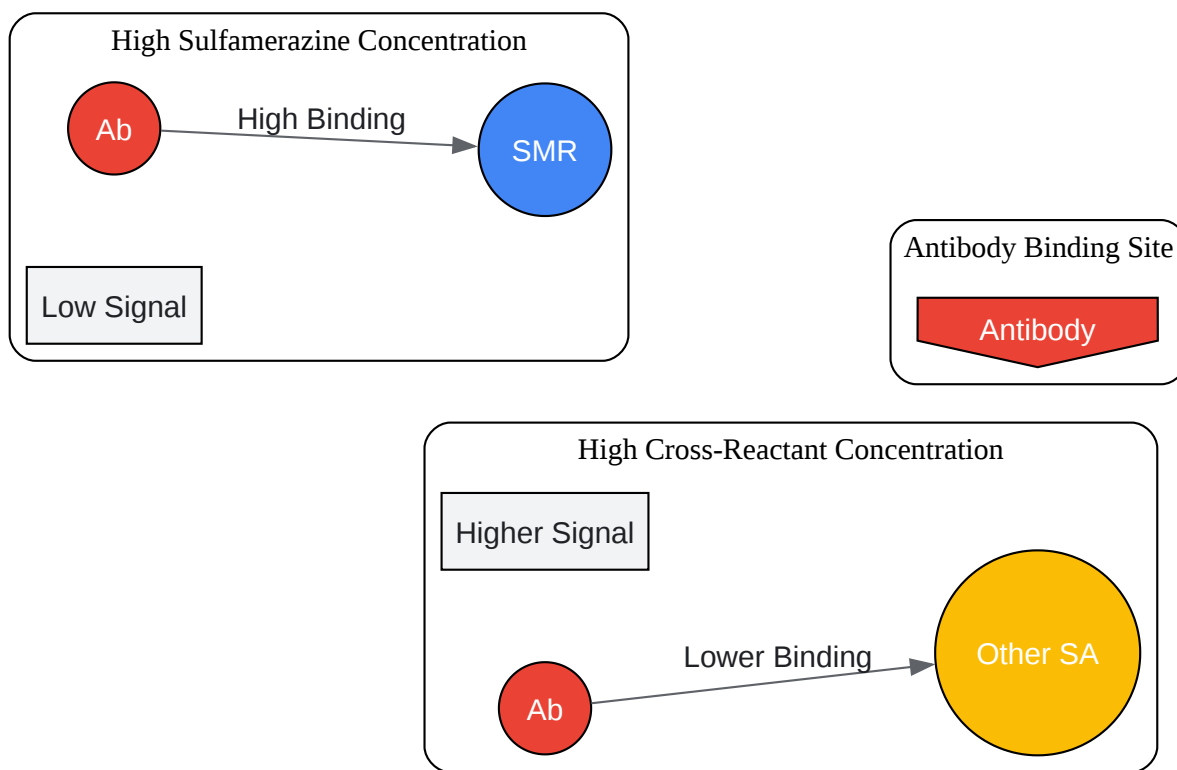 High Sulfamerazine Concentration
Ab
High Binding
SMR
Low Signal
Antibody Binding Site
Antibody
High Cross-Reactant Concentration
Higher Signal
Lower Binding
Other SA
Ab